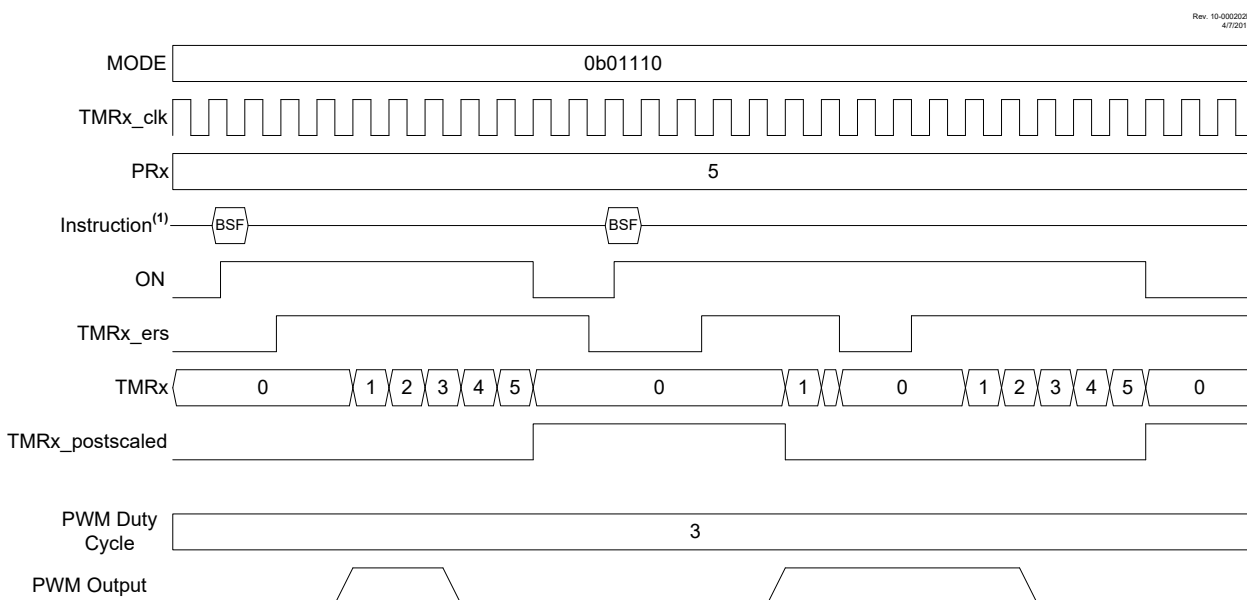 Rev. 10-000202
4/7/201
MODE 0b01110
TMRx_clk
PRx 5
Instruction(1) BSF BSF
ON
TMRx_ers
TMRx 0 1 2 3 4 5 0 1 0 1 2 3 4 5 0
TMRx_postscaled
PWM Duty
Cycle 3
PWM Output